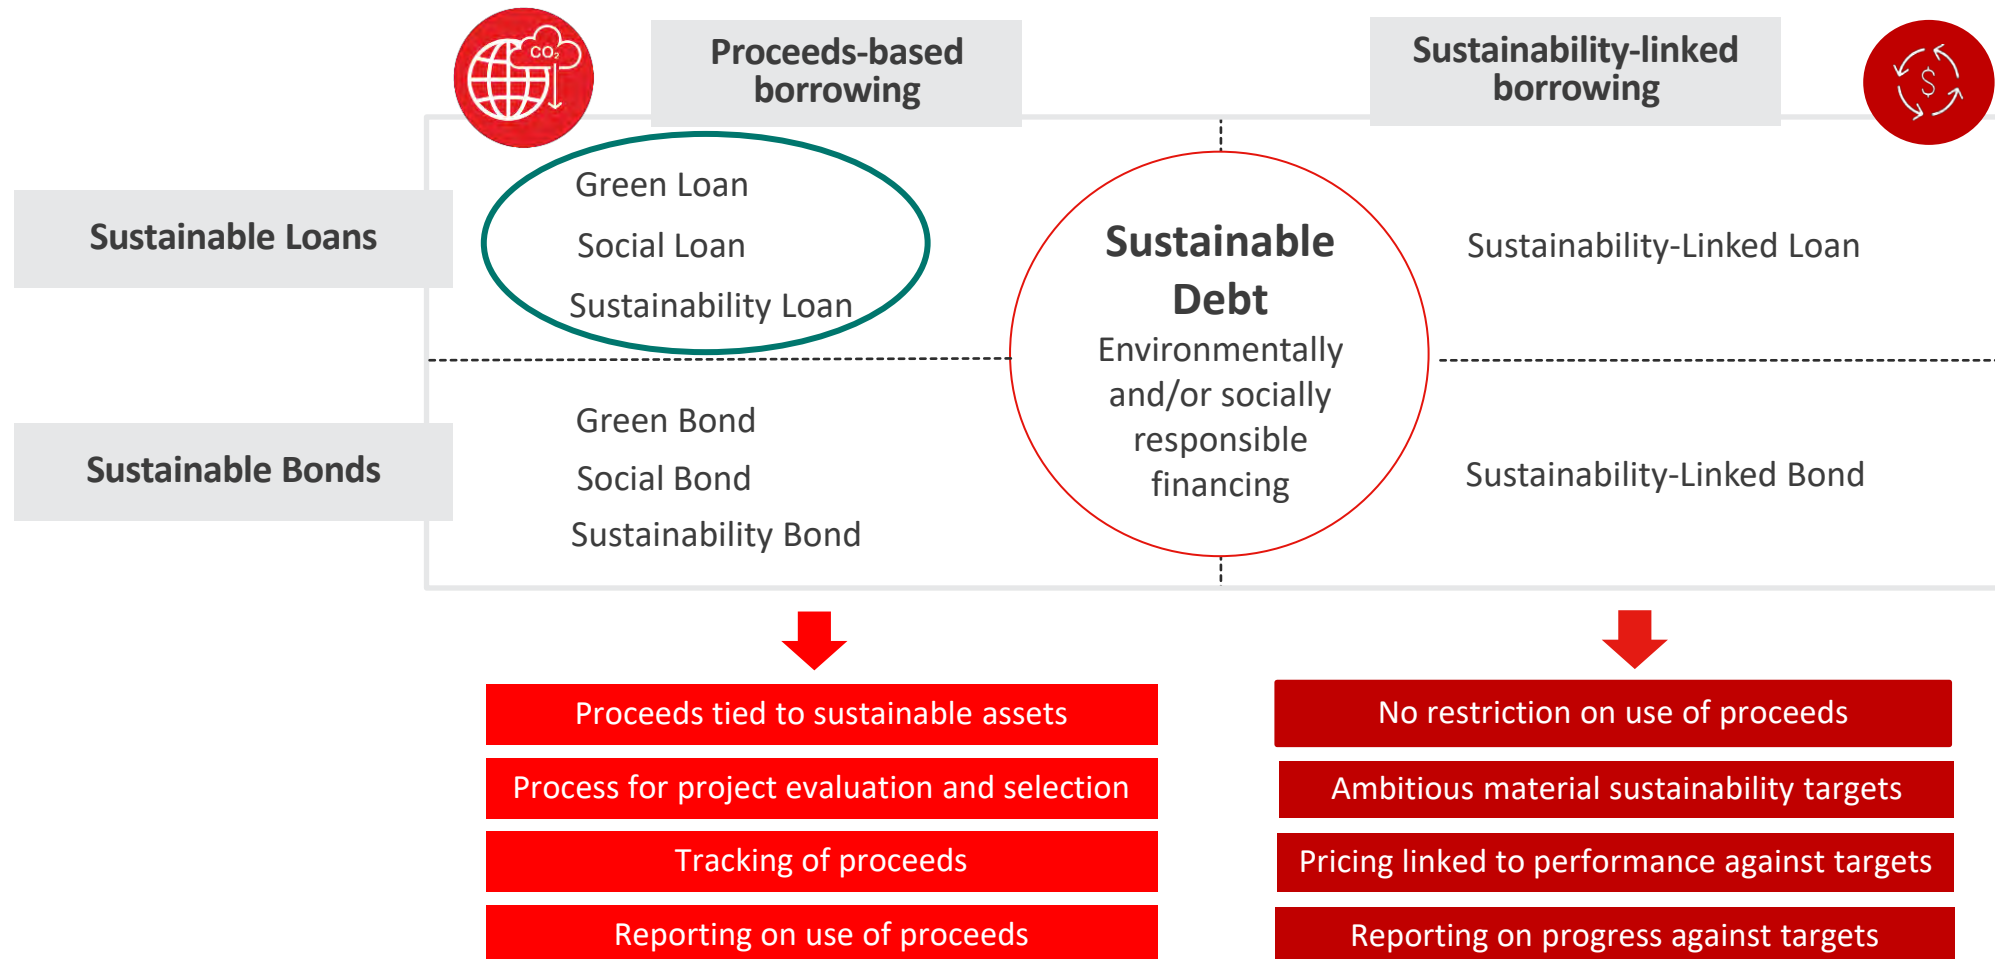 CO₂
Proceeds-based
borrowing
Sustainability-linked
borrowing
$
Sustainable Loans
Green Loan
Social Loan
Sustainability Loan
Sustainable
Debt
Environmentally
and/or socially
responsible
financing
Sustainability-Linked Loan
Sustainable Bonds
Green Bond
Social Bond
Sustainability Bond
Sustainability-Linked Bond
Proceeds tied to sustainable assets
Process for project evaluation and selection
Tracking of proceeds
Reporting on use of proceeds
No restriction on use of proceeds
Ambitious material sustainability targets
Pricing linked to performance against targets
Reporting on progress against targets